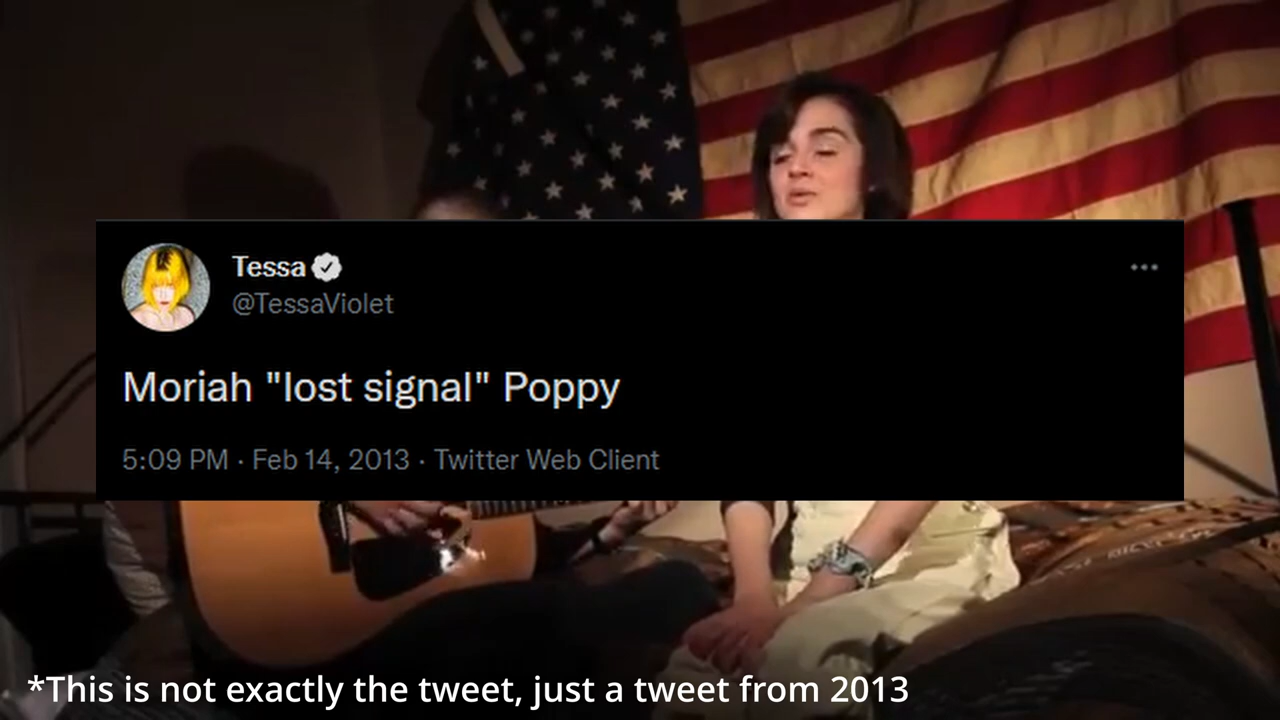 Tessa
@TessaViolet
Moriah "lost signal" Poppy
5:09 PM · Feb 14, 2013 · Twitter Web Client
*This is not exactly the tweet, just a tweet from 2013